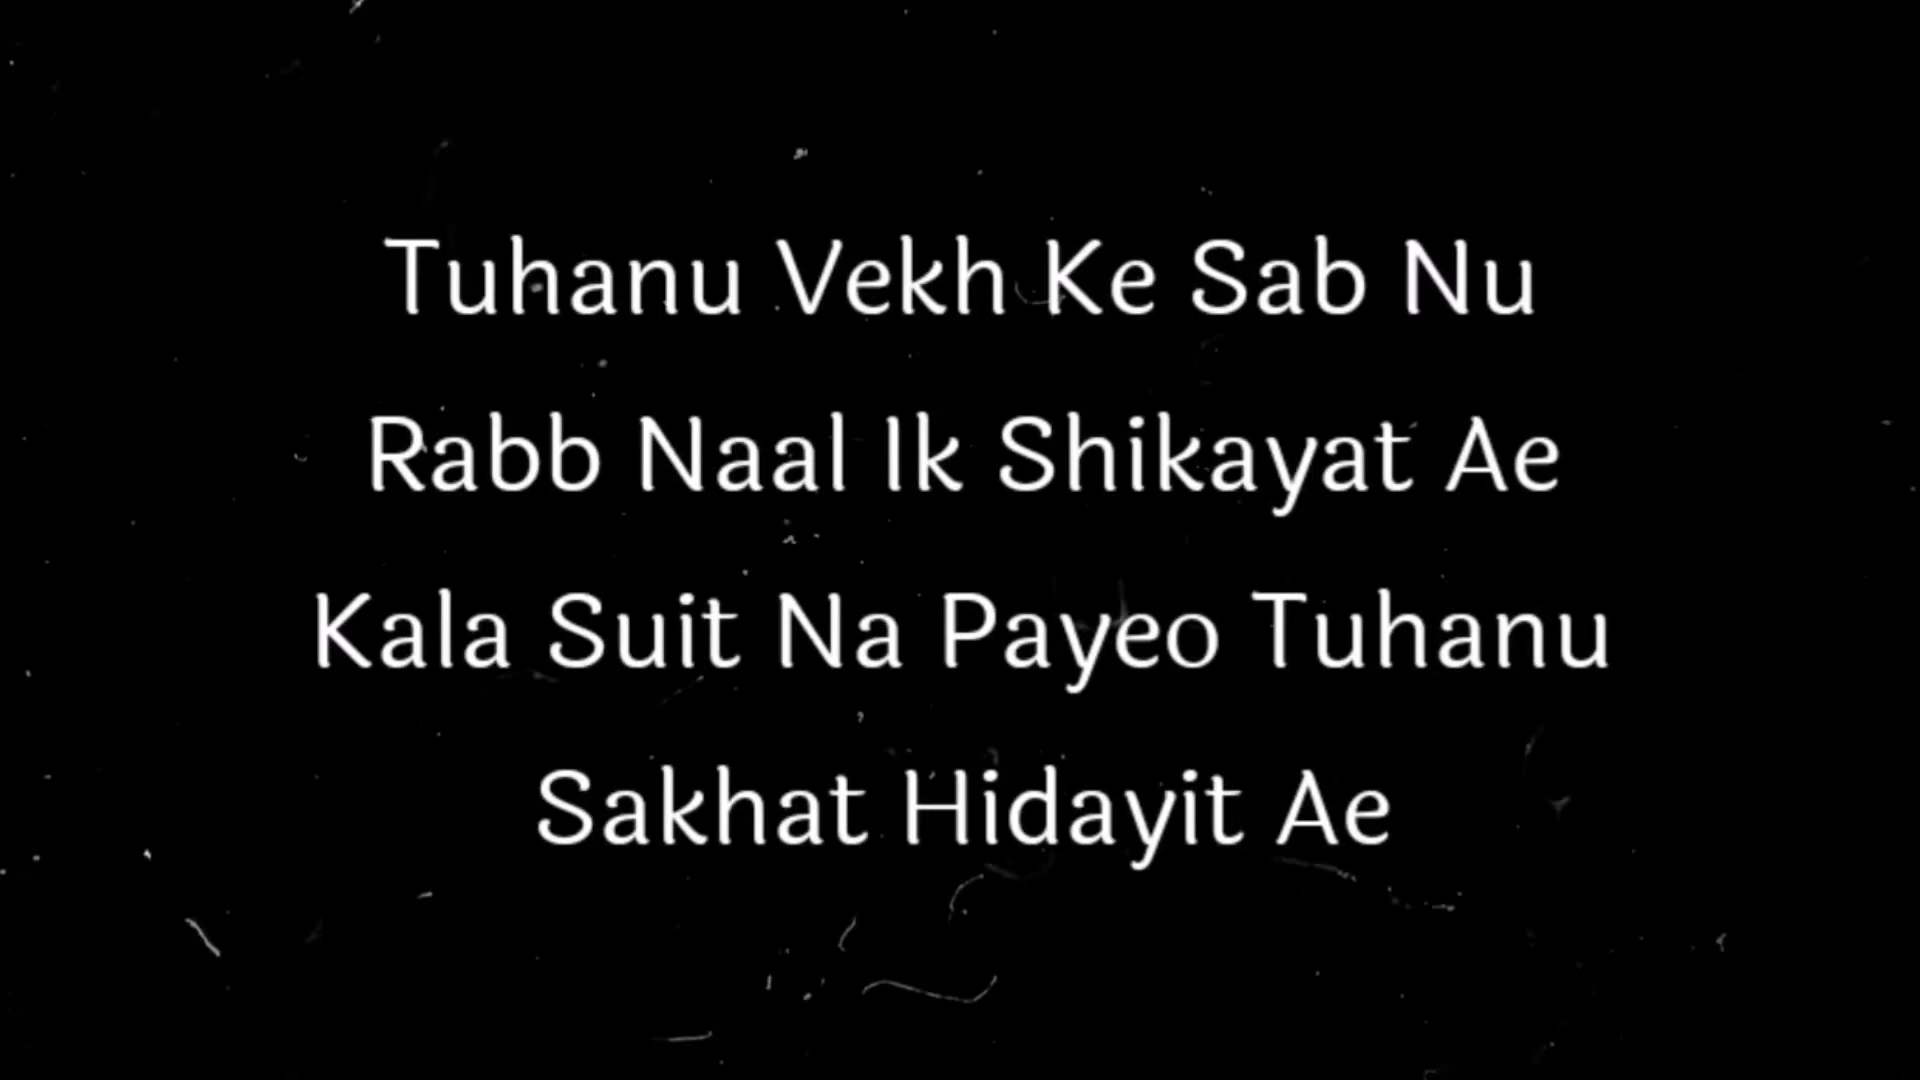 Tuhanu Vekh Ke Sab Nu
Rabb Naal Ik Shikayat Ae
Kala Suit Na Payeo Tuhanu
Sakhat Hidayit Ae